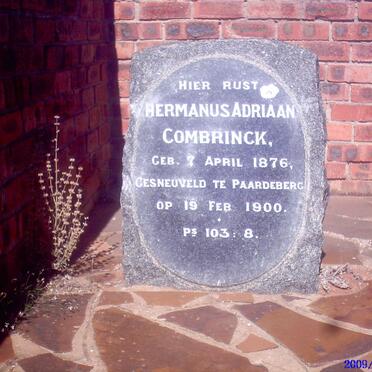 HIER RUST
HERMANUS ADRIAAN
COMBRINCK,
GEB. 7 APRIL 1876,
GESNEUVELD TE PAARDEBERG
OP 19 FEB 1900.
Ps 103: 8.
2009/